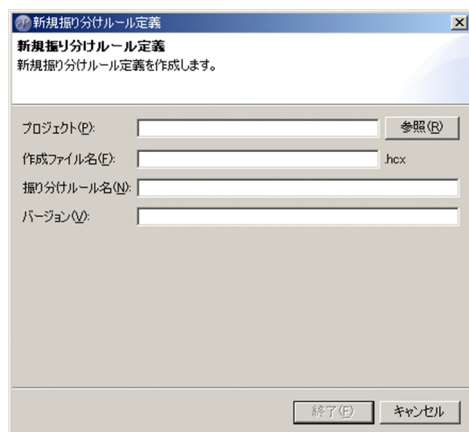 新規振り分けルール定義
新規振り分けルール定義
新規振り分けルール定義を作成します。
プロジェクト(P):
参照(R)
作成ファイル名(F):
.hcx
振り分けルール名(N):
バージョン(V):
終了(F)
キャンセル